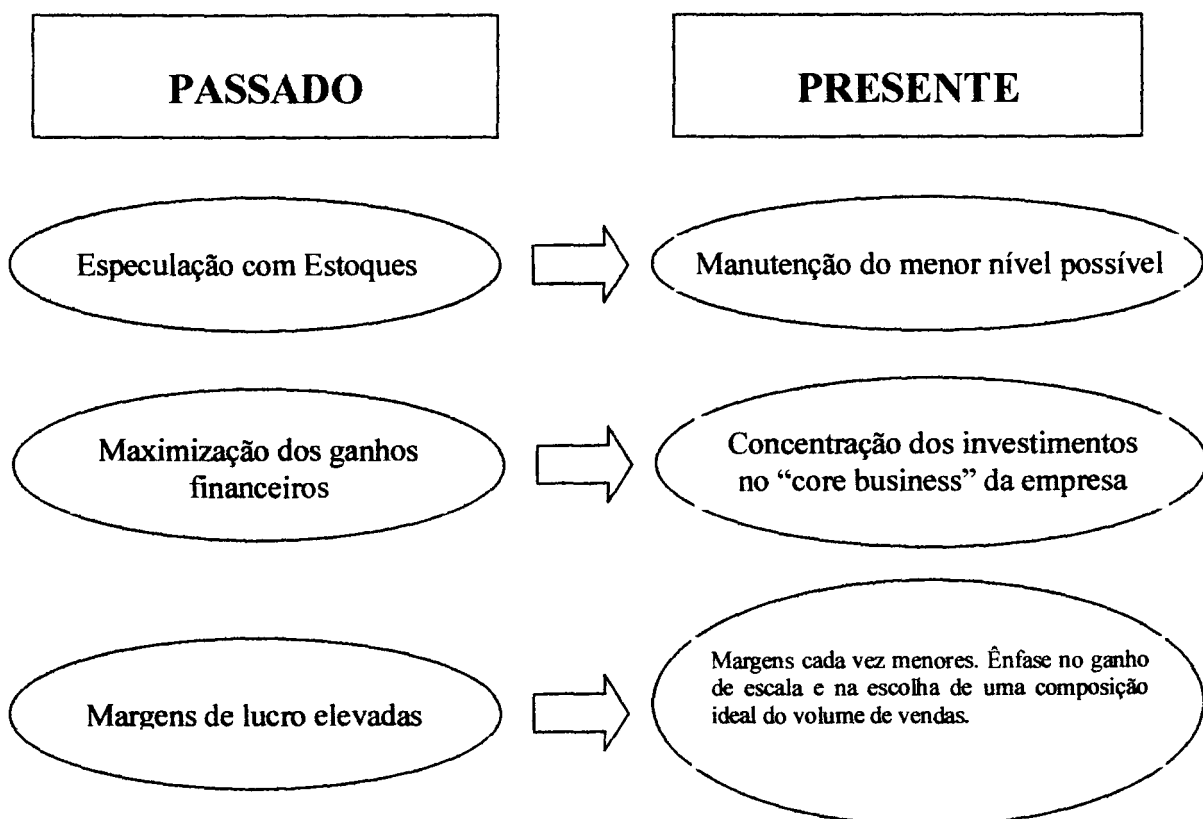 PASSADO
PRESENTE
Especulação com Estoques
Manutenção do menor nível possível
Maximização dos ganhos
financeiros
Concentração dos investimentos
no “core business” da empresa
Margens de lucro elevadas
Margens cada vez menores. Ênfase no ganho
de escala e na escolha de uma composição
ideal do volume de vendas.